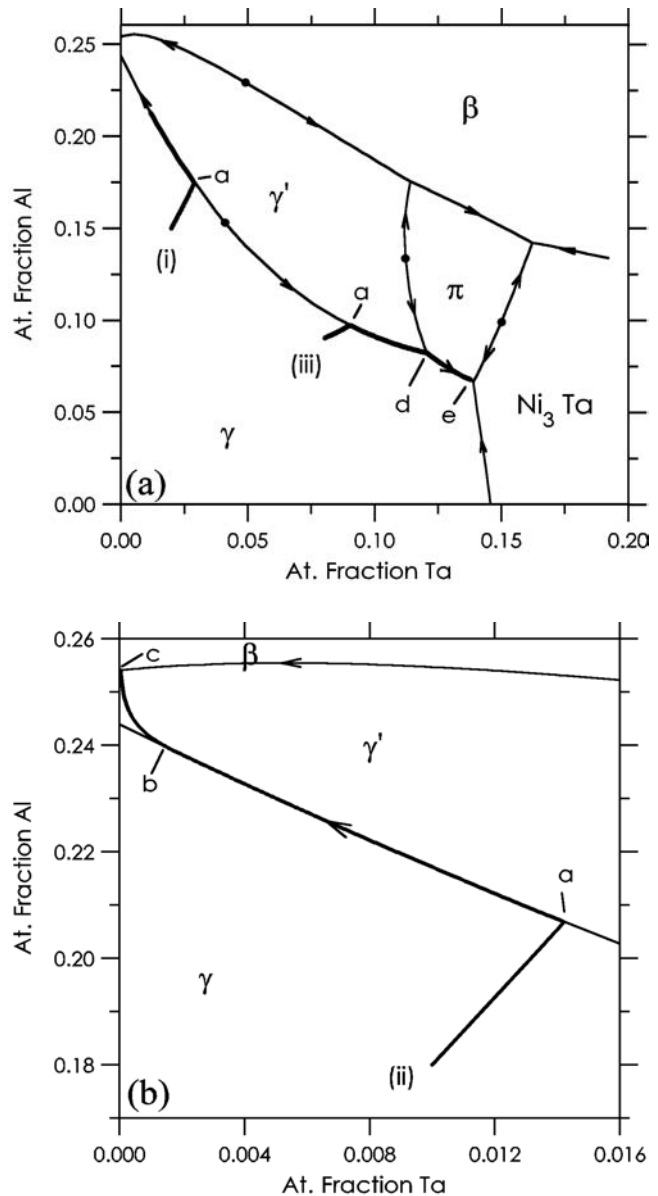 0.25
0.20
0.15
0.10
0.05
0.00
At. Fraction Al
β
a
γ'
(i)
a
π
(iii)
d
e
Ni3 Ta
γ
(a)
0.00 0.05 0.10 0.15 0.20
At. Fraction Ta
0.26
0.24
0.22
0.20
0.18
At. Fraction Al
c
β
γ'
b
a
γ
(ii)
(b)
0.000 0.004 0.008 0.012 0.016
At. Fraction Ta